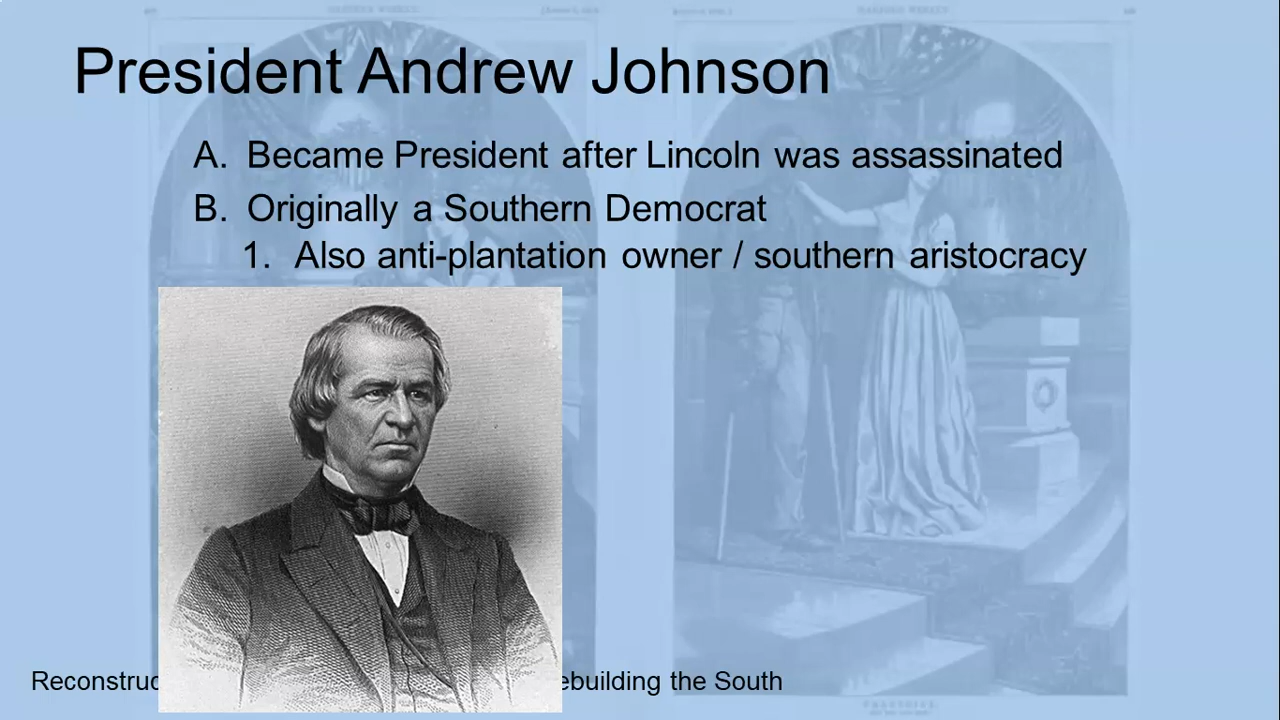 President Andrew Johnson
A. Became President after Lincoln was assassinated
B. Originally a Southern Democrat
1. Also anti-plantation owner / southern aristocracy
Reconstruc ebuilding the South